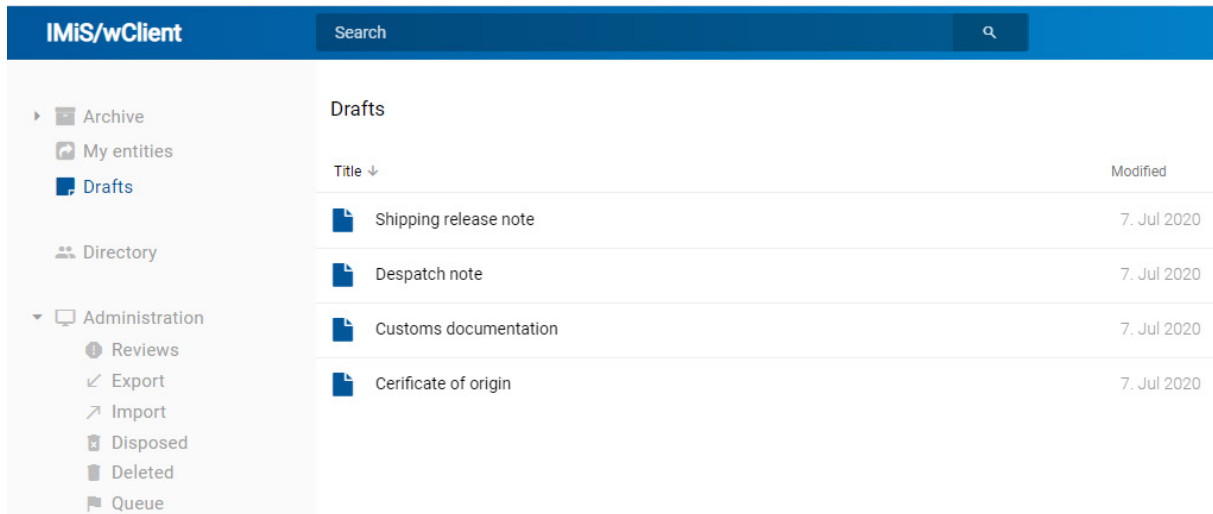 IMiS/wClient
Search
Archive
My entities
Drafts
Directory
Administration
Reviews
Export
Import
Disposed
Deleted
Queue
Drafts
Title Modified
Shipping release note 7. Jul 2020
Despatch note 7. Jul 2020
Customs documentation 7. Jul 2020
Cerificate of origin 7. Jul 2020